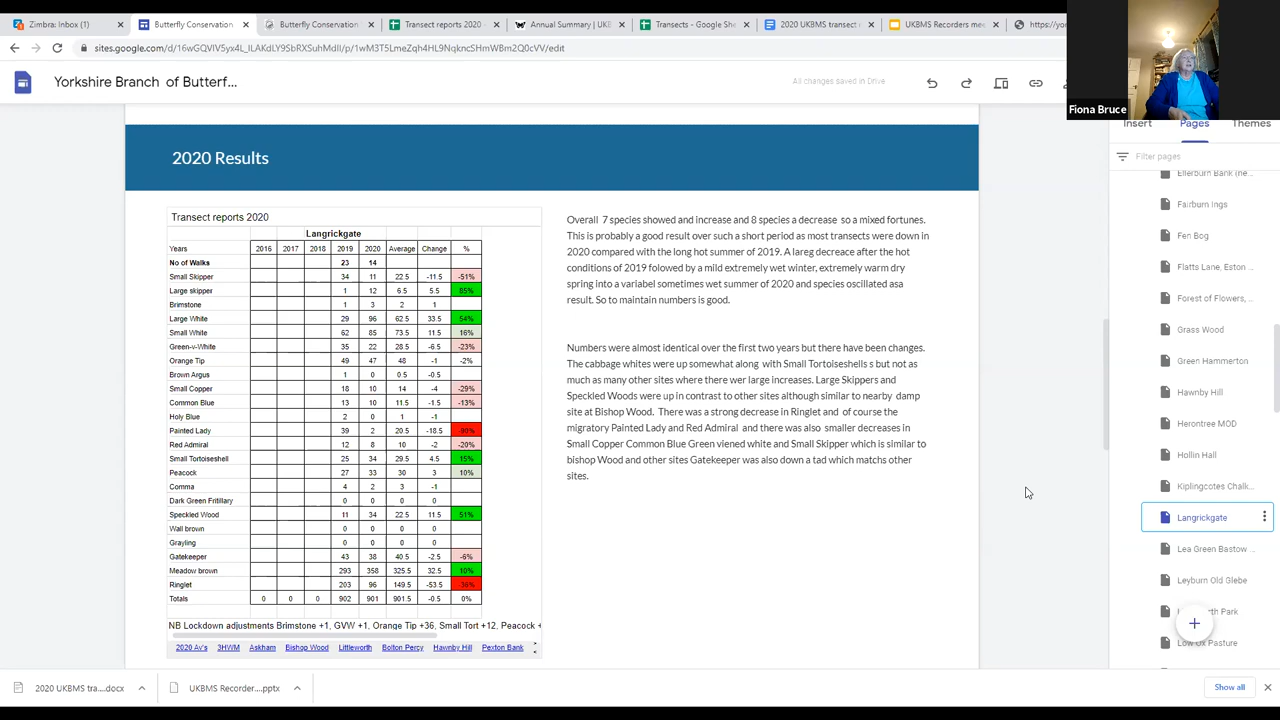 Zimbra: Inbox (31)
Butterfly Conservation
Butterfly Conservation
Transect reports 2020 -
Annual Summary | UKB
Transects - Google She
2020 UKBMS transect r
UKBMS Recorders mee
https://yo
sites.google.com/d/16wGQVIV5yx4L_ILAKdLY9SbRXSuhMdII/p/1wM3T5LmeZqh4HL9NqkncSHmWBm2Q0cVV/edit
Yorkshire Branch of Butterf...
All changes saved in Drive
Fiona Bruce
Insert Pages Themes
Filter pages
2020 Results
Transect reports 2020
Langrickgate
Years 2016 2017 2018 2019 2020 Average Change %
No of Walks 23 14
Small Skipper 34 11 22.5 -11.5 -51%
Large skipper 1 12 6.5 5.5 85%
Brimstone 1 3 2 1
Large White 29 96 62.5 33.5 54%
Small White 62 85 73.5 11.5 16%
Green-v-White 35 22 28.5 -6.5 -23%
Orange Tip 49 47 48 -1 -2%
Brown Argus 1 0 0.5 -0.5
Small Copper 18 10 14 -4 -29%
Common Blue 13 10 11.5 -1.5 -13%
Holy Blue 2 0 1 -1
Painted Lady 39 2 20.5 -18.5 -90%
Red Admiral 12 8 10 -2 -20%
Small Tortoiseshell 25 34 29.5 4.5 15%
Peacock 27 33 30 3 10%
Comma 4 2 3 -1
Dark Green Fritillary 0 0 0 0
Speckled Wood 11 34 22.5 11.5 51%
Wall brown 0 0 0 0
Grayling 0 0 0 0
Gatekeeper 43 38 40.5 -2.5 -6%
Meadow brown 293 358 325.5 32.5 10%
Ringlet 203 96 149.5 -53.5 -36%
Totals 0 0 0 902 901 901.5 -0.5 0%
NB Lockdown adjustments Brimstone +1, GVW +1. Orange Tip +36, Small Tort +12, Peacock +
2020 Av's 3HWM Askham Bishop Wood Littleworth Bolton Percy Hawnby Hill Pexton Bank
Overall 7 species showed and increase and 8 species a decrease so a mixed fortunes.
This is probably a good result over such a short period as most transects were down in
2020 compared with the long hot summer of 2019. A lareg decrease after the hot
conditions of 2019 folowed by a mild extremely wet winter, extremely warm dry
spring into a variabel sometimes wet summer of 2020 and species oscillated asa
result. So to maintain numbers is good.
Numbers were almost identical over the first two years but there have been changes.
The cabbage whites were up somewhat along with Small Tortoiseshell s but not as
much as many other sites where there wer large increases. Large Skippers and
Speckled Woods were up in contrast to other sites although similar to nearby damp
site at Bishop Wood. There was a strong decrease in Ringlet and of course the
migratory Painted Lady and Red Admiral and there was also smaller decreases in
Small Copper Common Blue Green viened white and Small Skipper which is similar to
bishop Wood and other sites Gatekeeper was also down a tad which matchs other
sites.
Ellerburn Bank (ne...
Fairburn Ings
Fen Bog
Flatts Lane, Eston
Forest of Flowers, ...
Grass Wood
Green Hammerton
Hawnby Hill
Herontree MOD
Hollin Hall
Kiplingcotes Chalk...
Langrickgate
Lea Green Bastow ...
Leyburn Old Glebe
Park
Low Ox Pasture
2020 UKBMS tra....docx
UKBMS Recorder....pptx
Show all